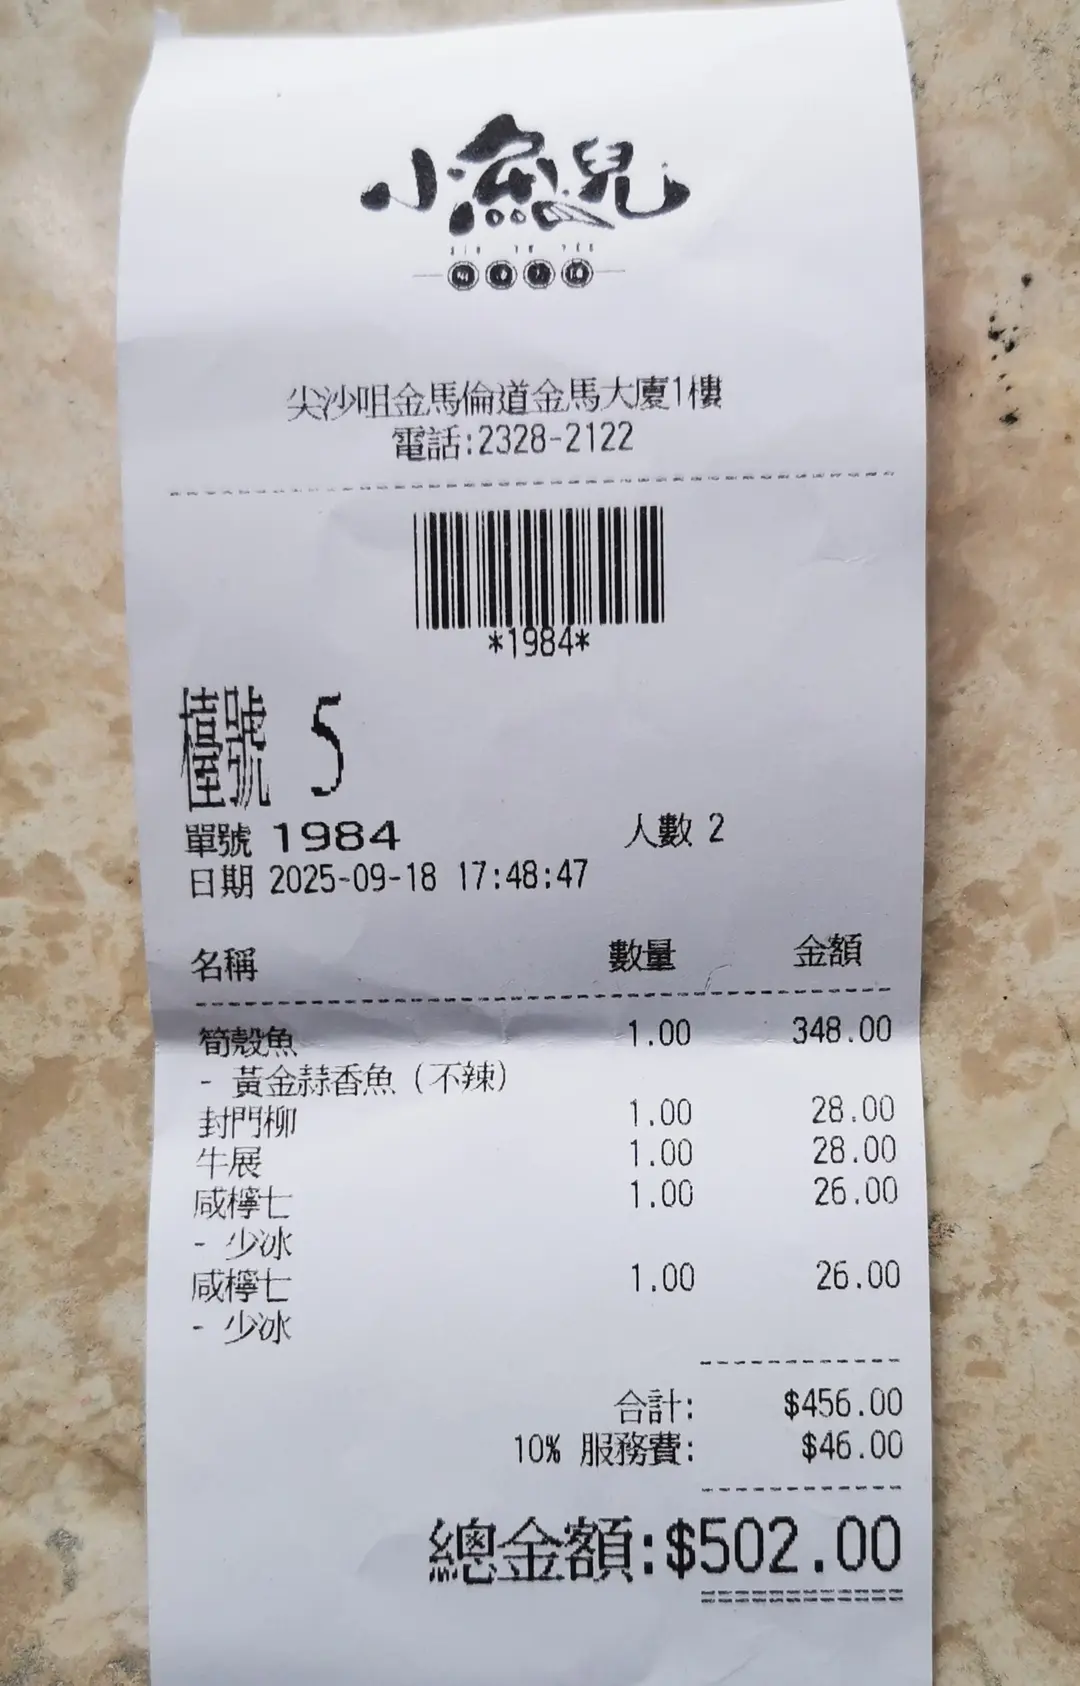 小漁兒
SIU YU YEE
尖沙咀金馬倫道金馬大廈1樓
電話:2328-2122
*1984*
檯號 5
單號 1984 人數 2
日期 2025-09-18 17:48:47
名稱 數量 金額
筍殼魚 1.00 348.00
- 黃金蒜香魚(不辣)
封門柳 1.00 28.00
牛展 1.00 28.00
咸檸七 1.00 26.00
- 少冰
咸檸七 1.00 26.00
- 少冰
合計: $456.00
10% 服務費: $46.00
總金額:$502.00